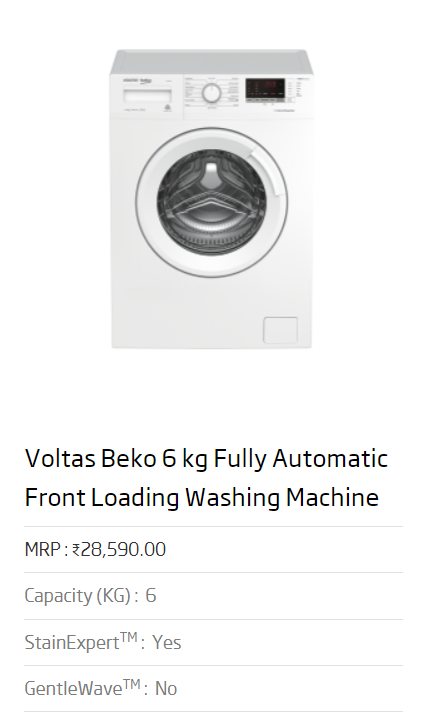 Voltas Beko 6 kg Fully Automatic
Front Loading Washing Machine
MRP : ₹28,590.00
Capacity (KG) : 6
StainExpert™ : Yes
GentleWave™ : No